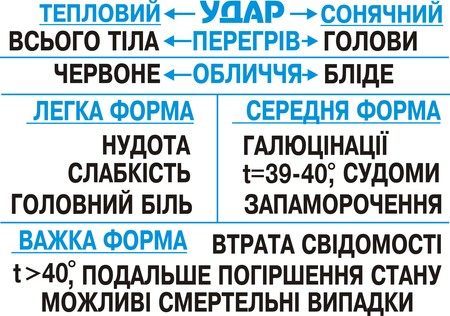 ТЕПЛОВИЙ ← УДАР → СОНЯЧНИЙ
ВСЬОГО ТІЛА ← ПЕРЕГРІВ → ГОЛОВИ
ЧЕРВОНЕ ← ОБЛИЧЧЯ → БЛІДЕ
ЛЕГКА ФОРМА
НУДОТА
СЛАБКІСТЬ
ГОЛОВНИЙ БІЛЬ
СЕРЕДНЯ ФОРМА
ГАЛЮЦІНАЦІЇ
t=39-40°, СУДОМИ
ЗАПАМОРОЧЕННЯ
ВАЖКА ФОРМА ВТРАТА СВІДОМОСТІ
t>40°, ПОДАЛЬШЕ ПОГІРШЕННЯ СТАНУ
МОЖЛИВІ СМЕРТЕЛЬНІ ВИПАДКИ